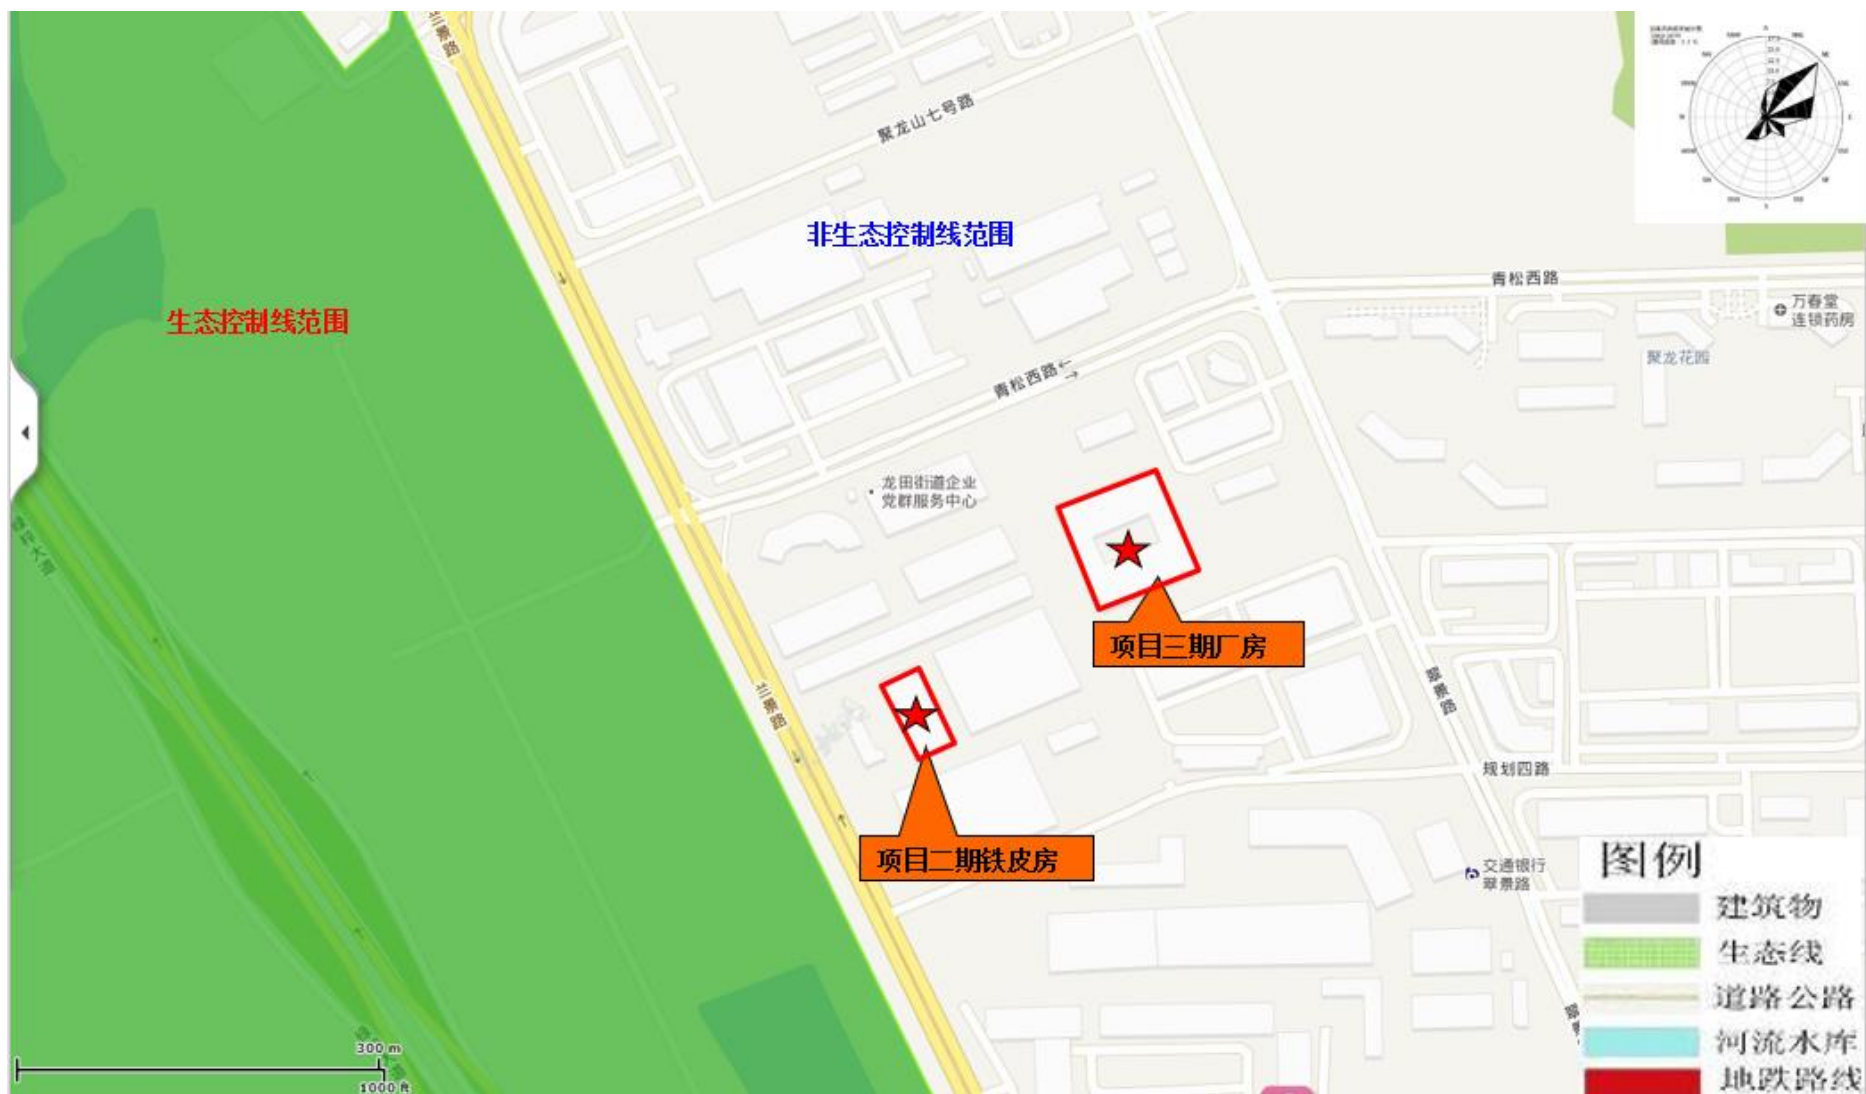 兰景路
聚龙山七号路
非生态控制线范围
生态控制线范围
青松西路
万春堂
连锁药房
聚龙花园
青松西路
龙田街道企业
党群服务中心
项目三期厂房
兰景路
翠景路
规划四路
项目二期铁皮房
交通银行
翠景路
图例
建筑物
生态线
道路公路
河流水库
地跌路线
300 m
1000 ft